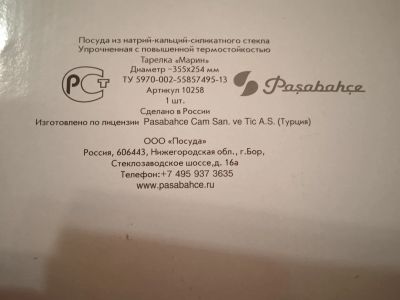 Посуда из натрий-кальций-силикатного стекла
Упрочненная с повышенной термостойкостью
Тарелка «Марин»
Диаметр ~355х254 мм
ТУ 5970-002-57857495-13
Артикул 10258
1 шт.
Сделано в России
РСТ
Paşabahçe
Изготовлено по лицензии Pasabahce Cam San. ve Tic A.S. (Турция)
ООО «Посуда»
Россия, 606443, Нижегородская обл., г.Бор,
Стеклозаводское шоссе,д. 16а
Телефон:+7 495 937 3635
www.pasabahce.ru